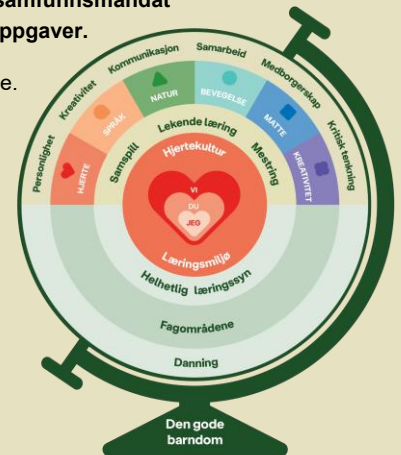 samfunnsmandat
ppgaver.
e.
Personlighet
Kreativitet
Kommunikasjon
Samarbeid
Medborgerskap
Kritisk tenkning
HJERTE
SPRÅK
NATUR
BEVEGELSE
MATTE
KREATIVITET
Samspill
Lekende læring
Mestring
Hjertekultur
VI
DU
JEG
Læringsmiljø
Helhetlig læringssyn
Fagområdene
Danning
Den gode
barndom